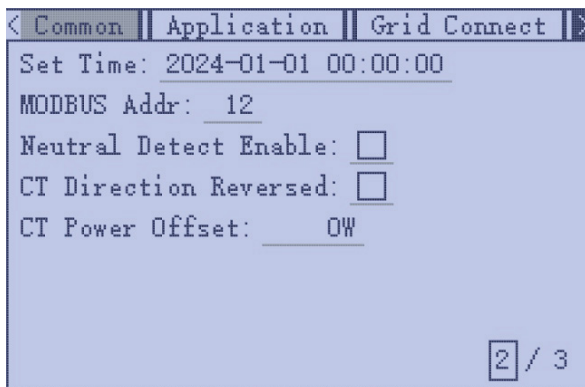 < Common | Application | Grid Connect | >
Set Time: 2024-01-01 00:00:00
MODBUS Addr: 12
Neutral Detect Enable:
CT Direction Reversed:
CT Power Offset: 0W
2 / 3